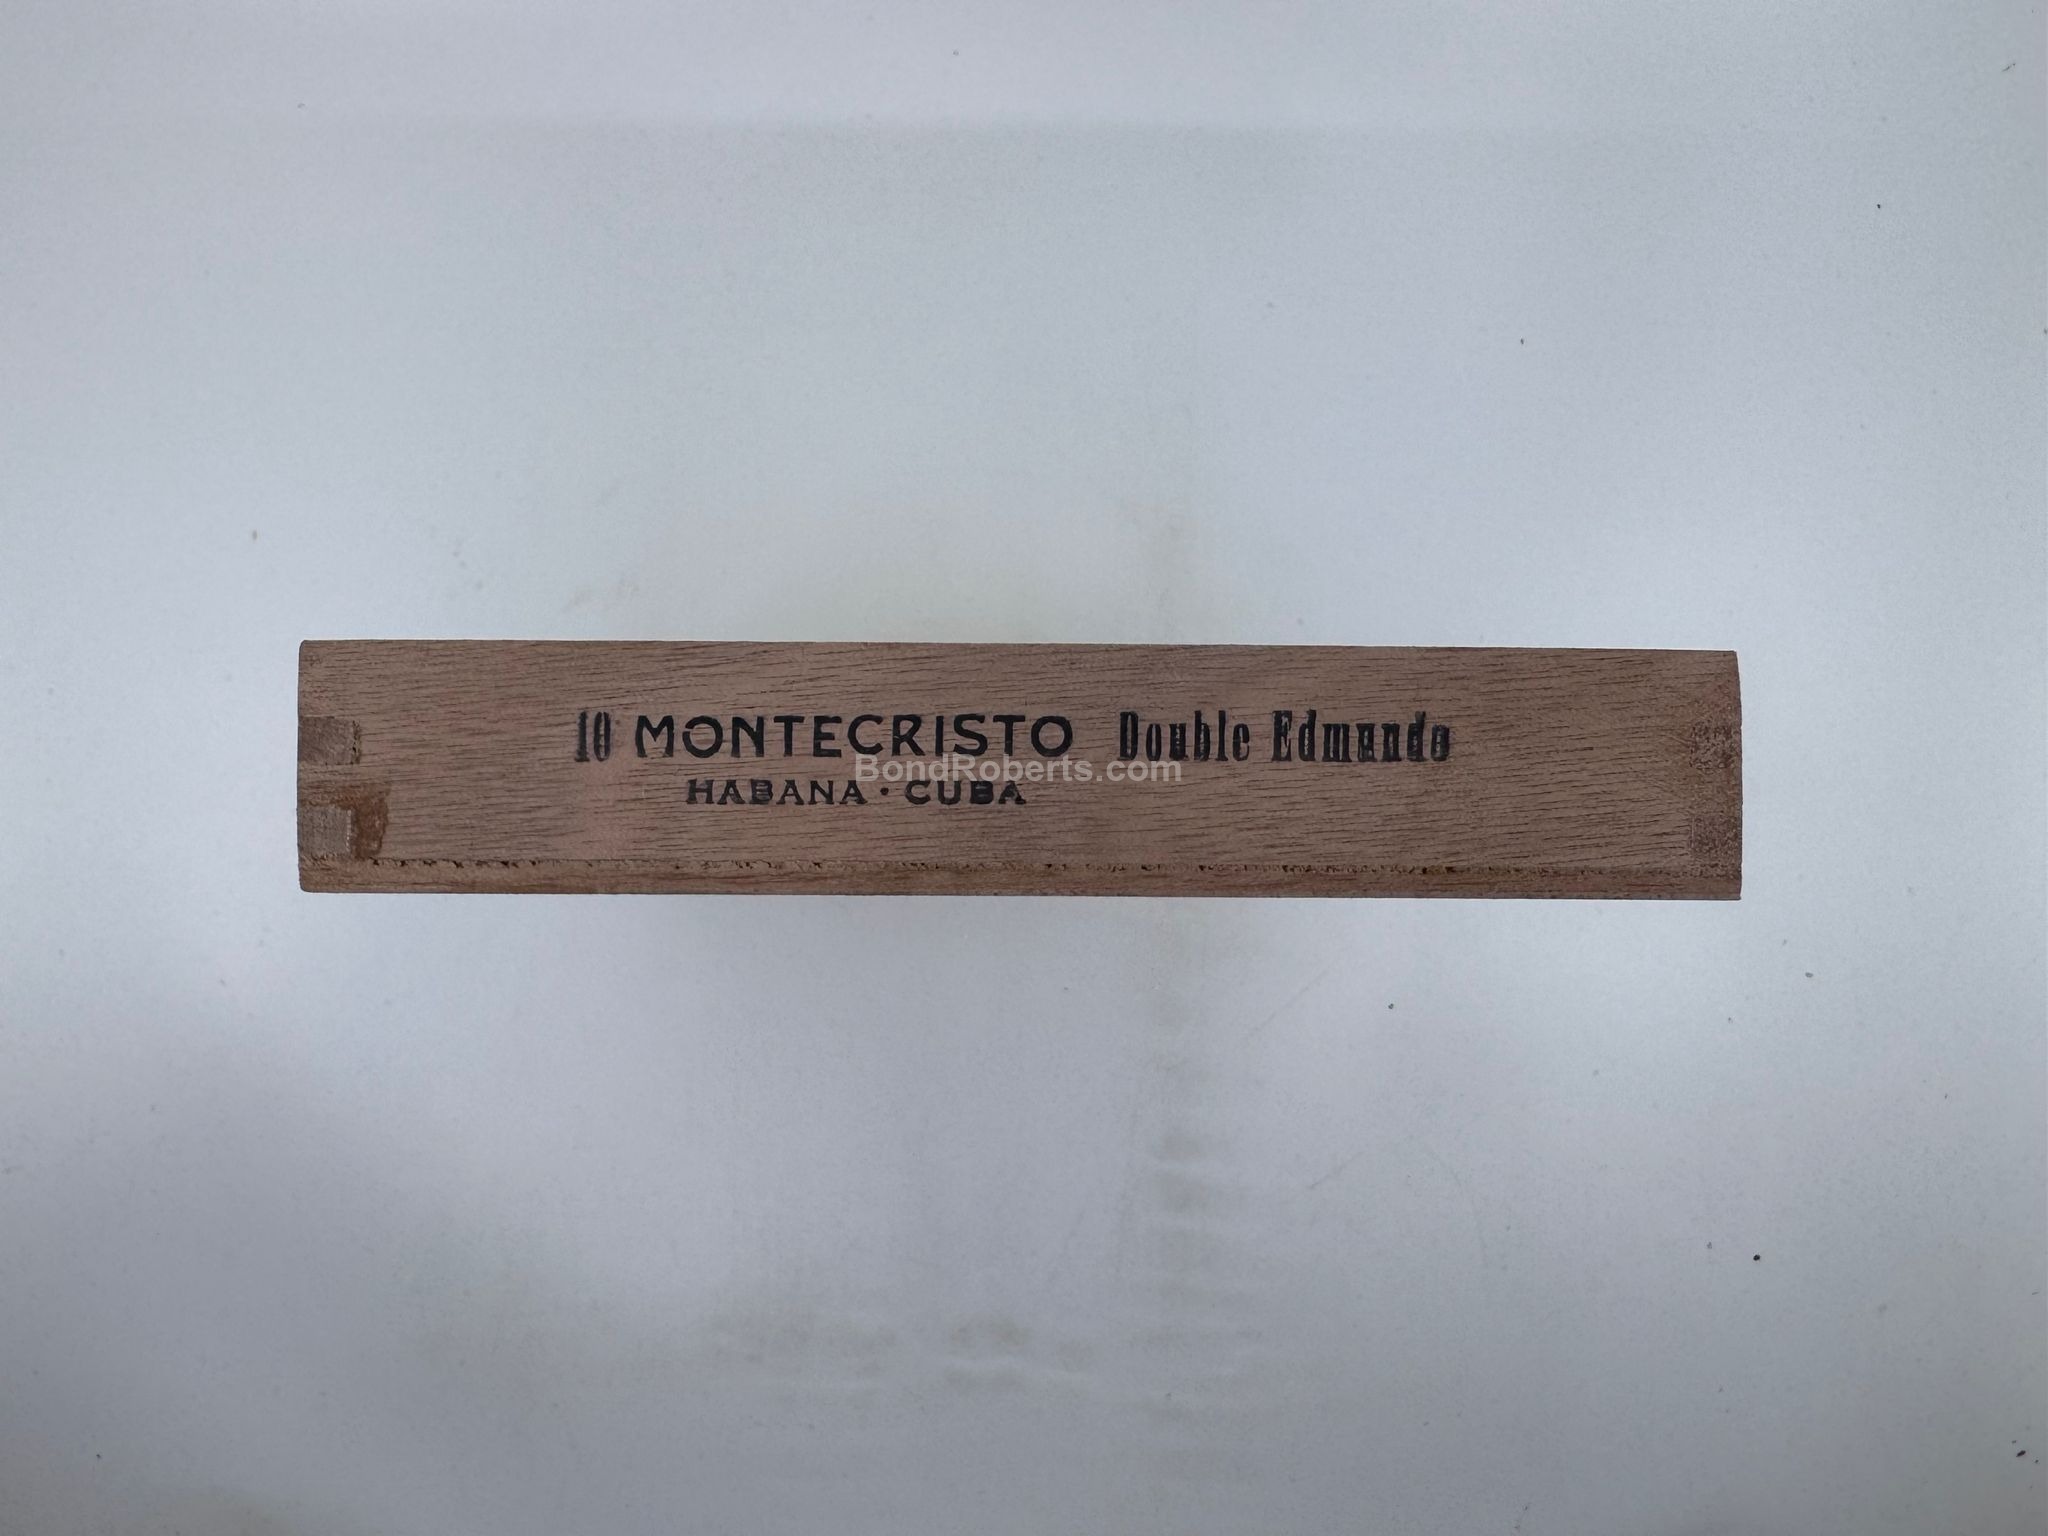 10 MONTECRISTO Double Edmundo
BondRoberts.com
HABANA · CUBA